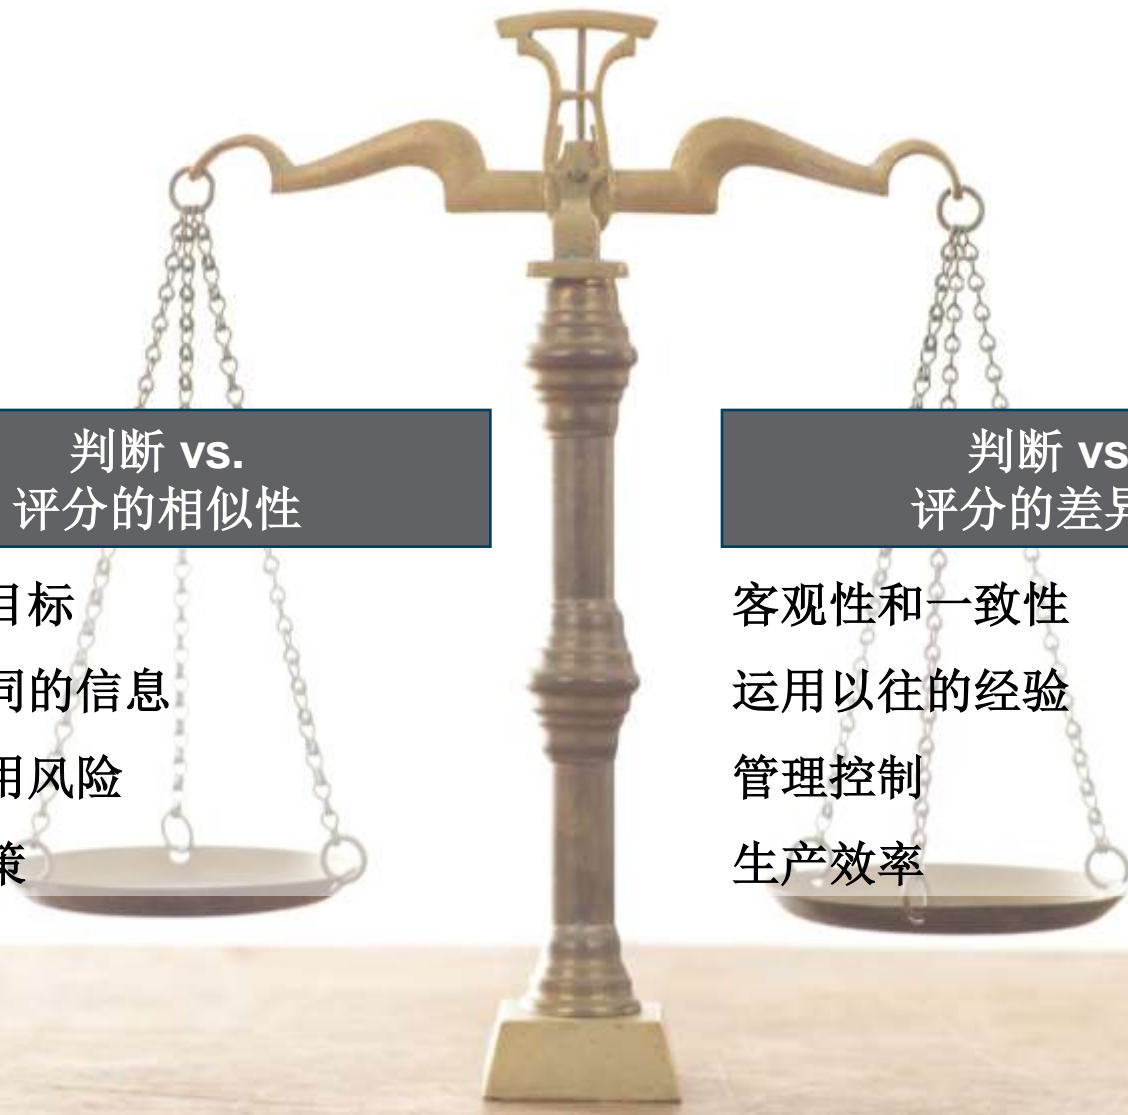 判断 vs.
评分的相似性
目标
同的信息
用风险
策
判断 vs
评分的差异
客观性和一致性
运用以往的经验
管理控制
生产效率